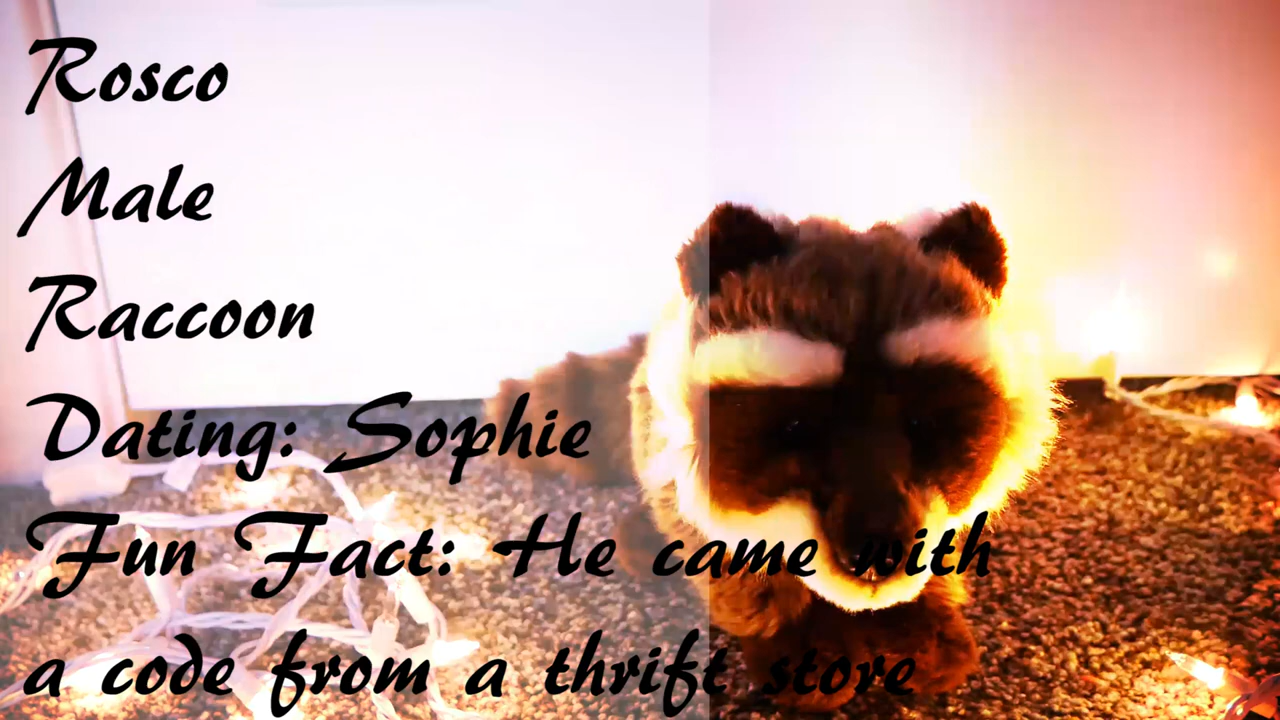 Rosco
Male
Raccoon
Dating: Sophie
Fun Fact: He came with
a code from a thrift store